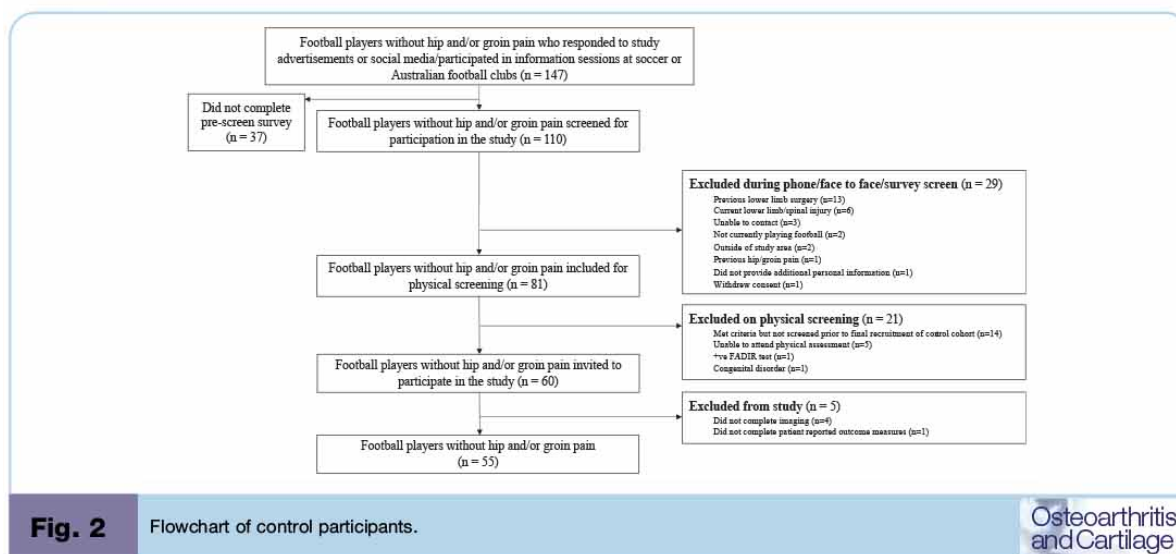 Football players without hip and/or groin pain who responded to study
advertisements or social media/participated in information sessions at soccer or
Australian football clubs (n = 147)
Did not complete
pre-screen survey
(n = 37)
Football players without hip and/or groin pain screened for
participation in the study (n = 110)
Excluded during phone/face to face/survey screen (n = 29)
Previous lower limb surgery (n=13)
Current lower limb/spinal injury (n=6)
Unable to contact (n=3)
Not currently playing football (n=2)
Outside of study area (n=2)
Previous hip/groin pain (n=1)
Did not provide additional personal information (n=1)
Withdrew consent (n=1)
Football players without hip and/or groin pain included for
physical screening (n = 81)
Excluded on physical screening (n = 21)
Met criteria but not screened prior to final recruitment of control cohort (n=14)
Unable to attend physical assessment (n=5)
+ve FADIR test (n=1)
Congenital disorder (n=1)
Football players without hip and/or groin pain invited to
participate in the study (n = 60)
Excluded from study (n = 5)
Did not complete imaging (n=4)
Did not complete patient reported outcome measures (n=1)
Football players without hip and/or groin pain
(n = 55)
Fig. 2
Flowchart of control participants.
Osteoarthritis
and Cartilage